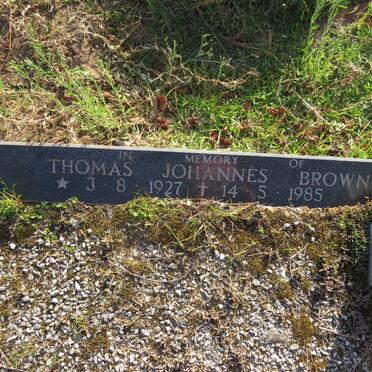 IN MEMORY OF
THOMAS JOHANNES BROWN
★ 3 8 1927 ✝ 14 5 1985